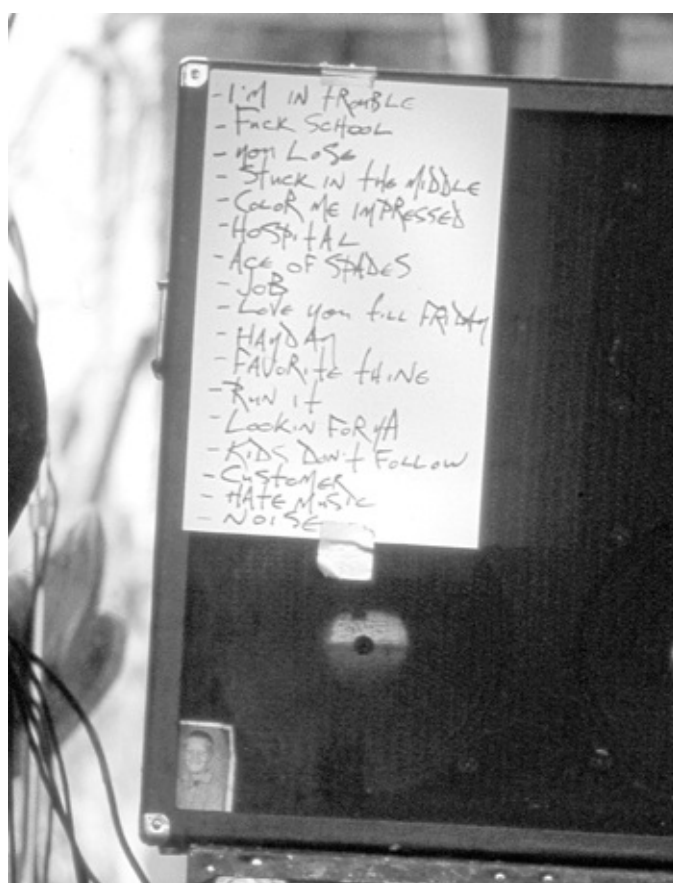 - I'M IN tROUBLE
- FUCK SCHOOL
- YOU LOSE
- STUCK IN tHE MIDDLE
- COLOR ME IMPRESSED
- HOSPItAL
- ACE OF SPADES
- JOB
- LOVE YOU tILL FRIDAY
- HAYDAY
- FAVORItE tHING
- RUN It
- LOOKIN FOR YA
- KIDS DON't FOLLOW
- CUSTOMER
- HATE MUSIC
- NOISE